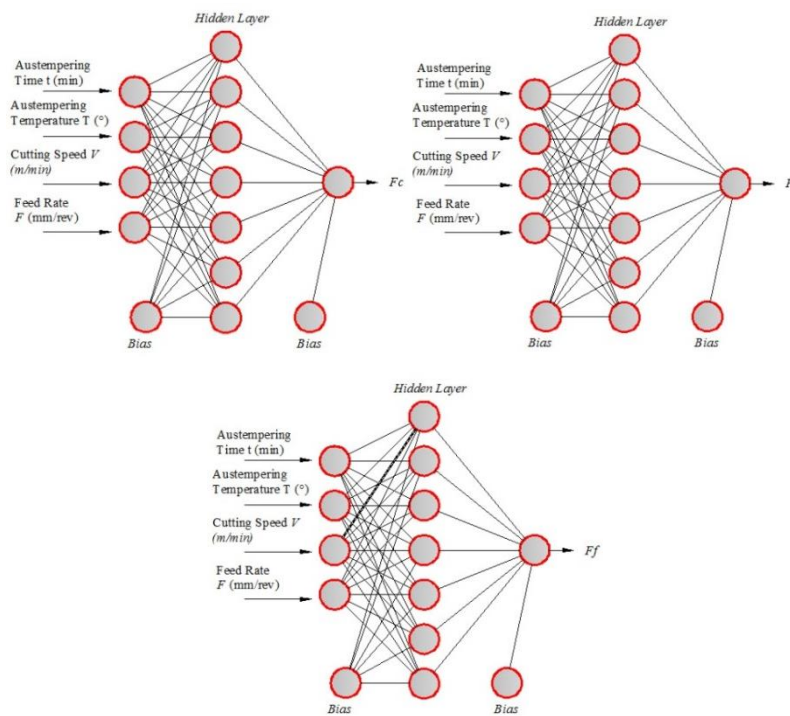 Hidden Layer
Austempering
Time t (min)
Austempering
Temperature T (°)
Cutting Speed V
(m/min)
Feed Rate
F (mm/rev)
Fc
Bias
Bias
Hidden Layer
Austempering
Time t (min)
Austempering
Temperature T (°)
Cutting Speed V
(m/min)
Feed Rate
F (mm/rev)
Bias
Bias
Hidden Layer
Austempering
Time t (min)
Austempering
Temperature T (°)
Cutting Speed V
(m/min)
Feed Rate
F (mm/rev)
Ff
Bias
Bias